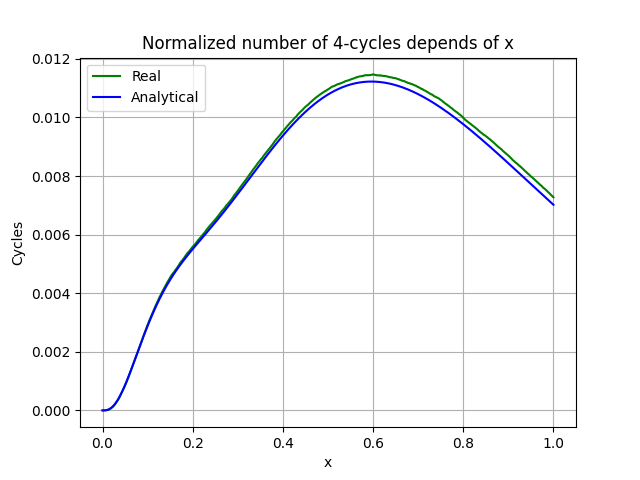 Normalized number of 4-cycles depends of x
Real
Analytical
Cycles
0.012
0.010
0.008
0.006
0.004
0.002
0.000
0.0 0.2 0.4 0.6 0.8 1.0
x